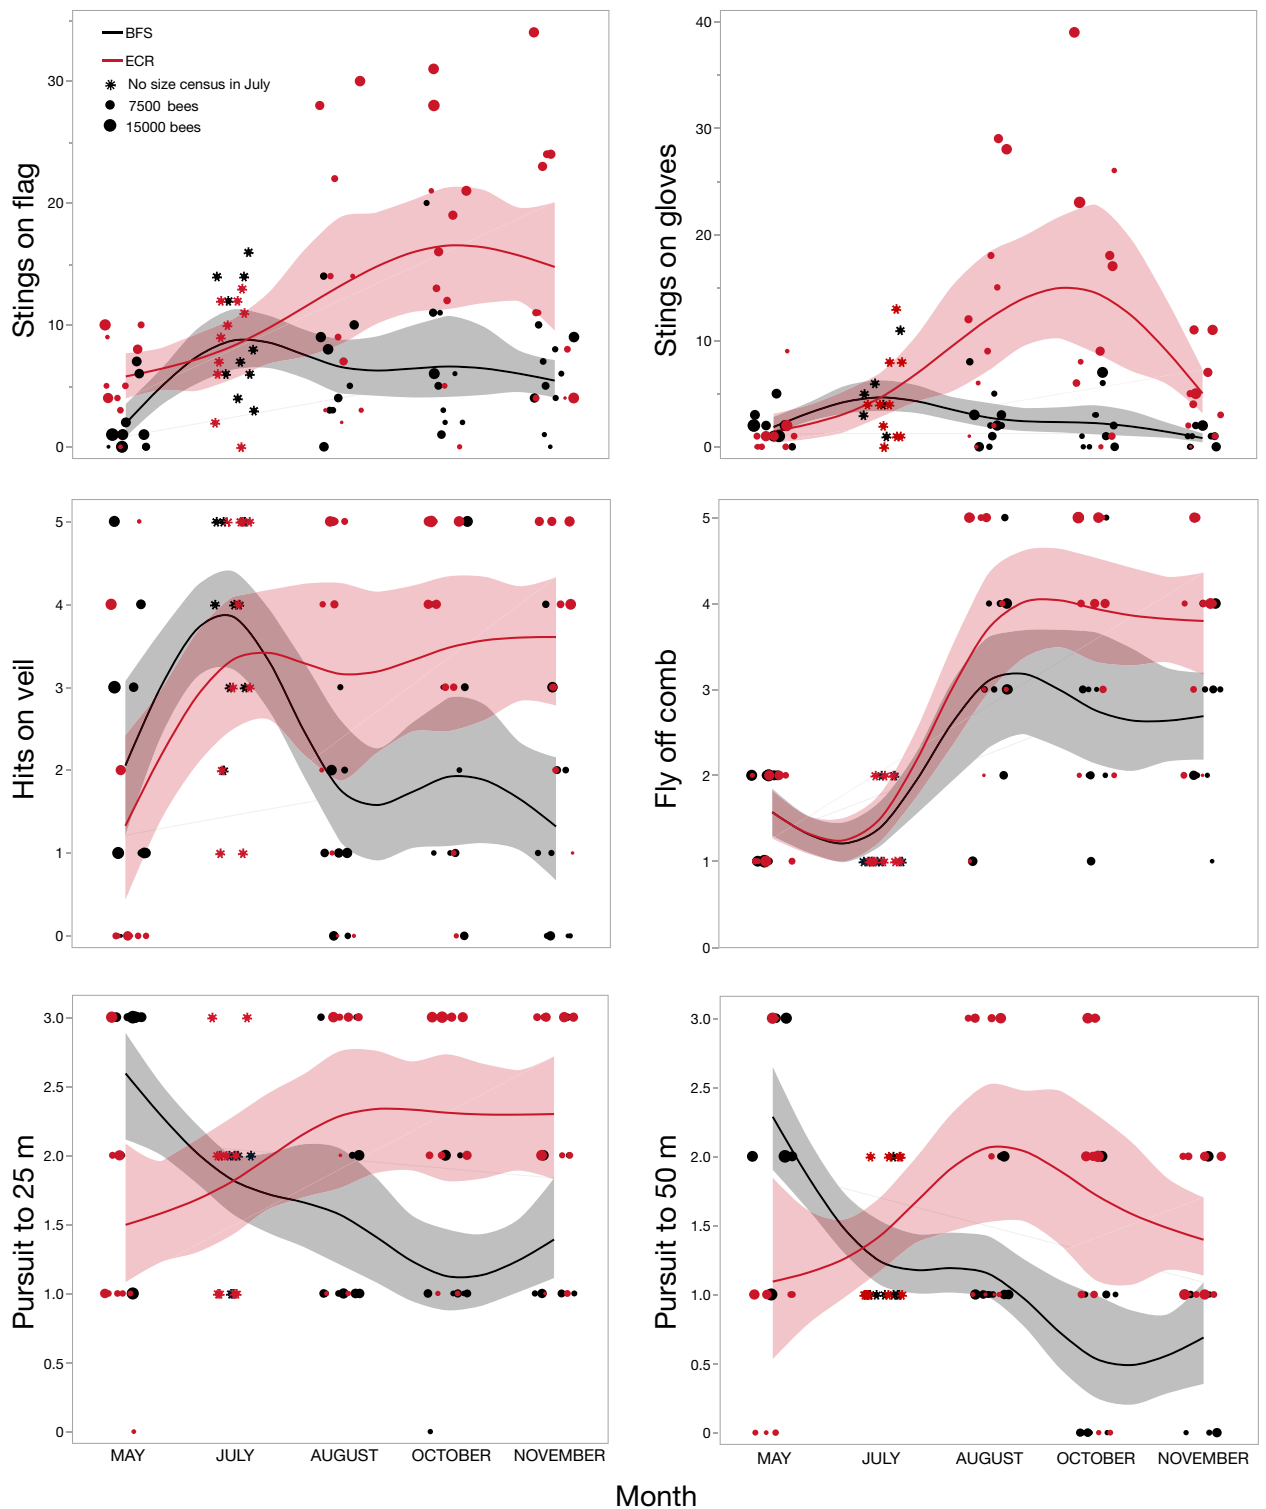 BFS
ECR
No size census in July
7500 bees
15000 bees
Stings on flag
30
20
10
0
Stings on gloves
40
30
20
10
0
Hits on veil
5
4
3
2
1
0
Fly off comb
5
4
3
2
1
0
Pursuit to 25 m
3.0
2.5
2.0
1.5
1.0
0.5
0
MAY JULY AUGUST OCTOBER NOVEMBER
Pursuit to 50 m
3.0
2.5
2.0
1.5
1.0
0.5
0
MAY JULY AUGUST OCTOBER NOVEMBER
Month